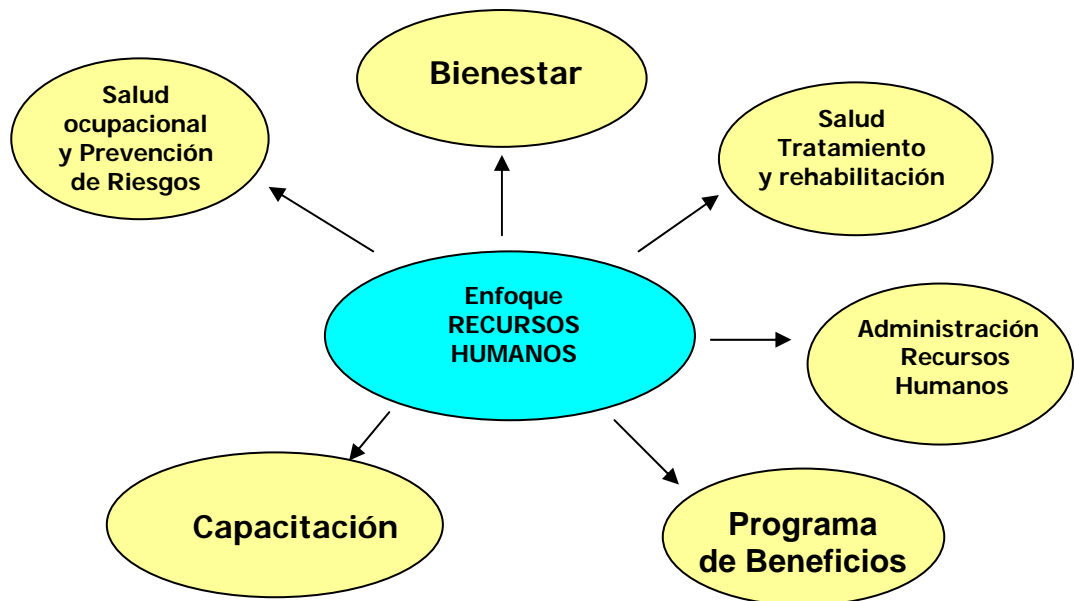 Bienestar
Salud
ocupacional
y Prevención
de Riesgos
Salud
Tratamiento
y rehabilitación
Enfoque
RECURSOS
HUMANOS
Administración
Recursos
Humanos
Capacitación
Programa
de Beneficios